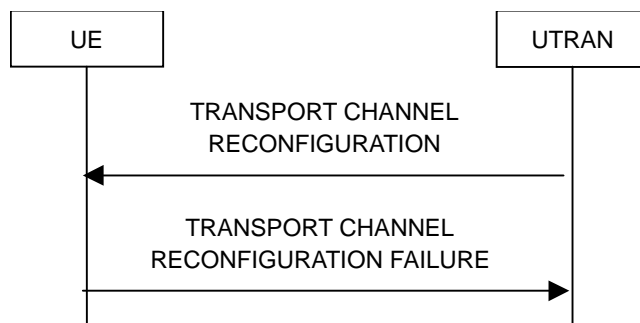 UE
UTRAN
TRANSPORT CHANNEL
RECONFIGURATION
TRANSPORT CHANNEL
RECONFIGURATION FAILURE